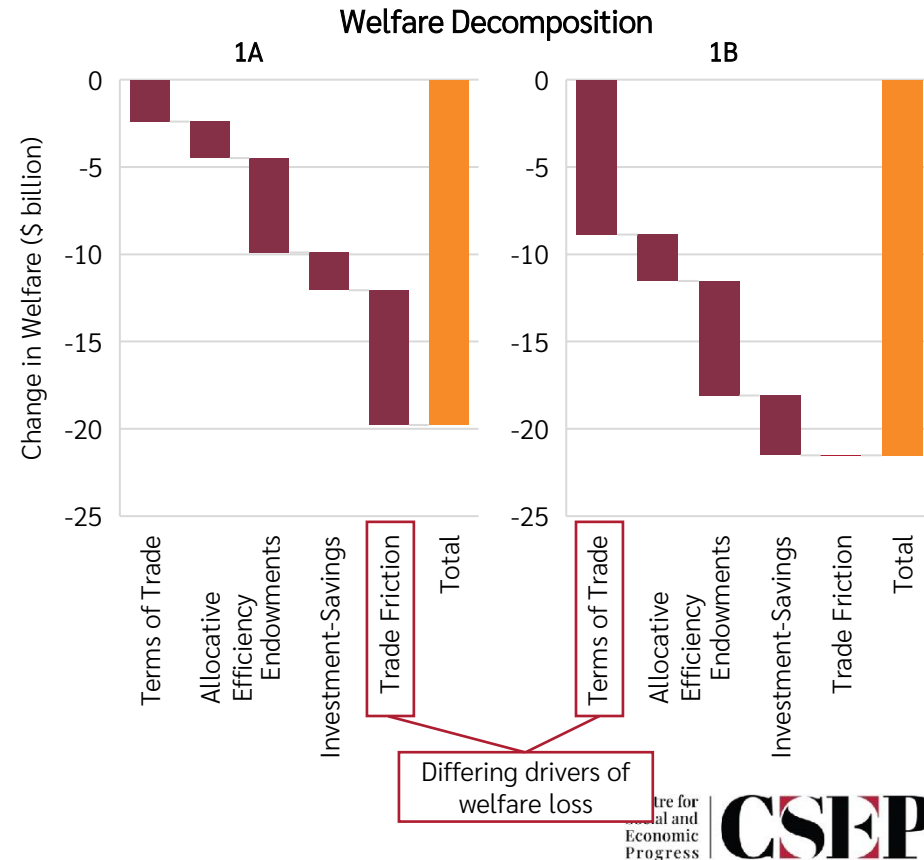 Welfare Decomposition
1A
1B
Change in Welfare ($ billion)
0
-5
-10
-15
-20
-25
0
-5
-10
-15
-20
-25
Terms of Trade
Allocative
Efficiency
Endowments
Investment-Savings
Trade Friction
Total
Terms of Trade
Allocative
Efficiency
Endowments
Investment-Savings
Trade Friction
Total
Differing drivers of
welfare loss
for
and
Economic
Progress
CSEP